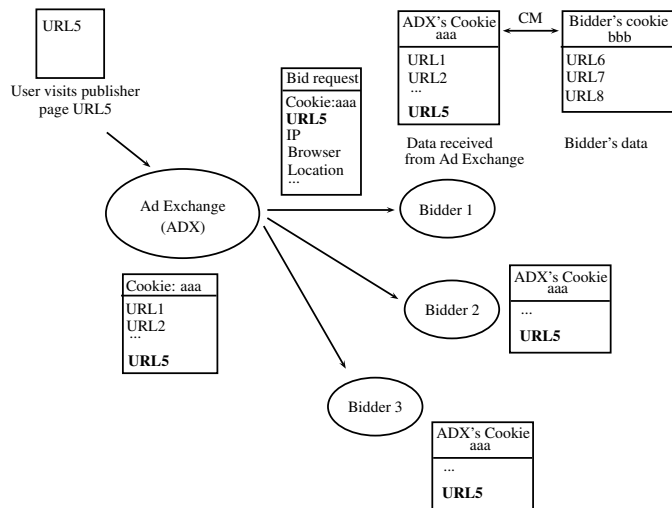 URL5
User visits publisher
page URL5
Bid request
Cookie:aaa
URL5
IP
Browser
Location
...
ADX's Cookie
aaa
URL1
URL2
...
URL5
Data received
from Ad Exchange
CM
Bidder's cookie
bbb
URL6
URL7
URL8
Bidder's data
Ad Exchange
(ADX)
Bidder 1
Cookie: aaa
URL1
URL2
...
URL5
Bidder 2
ADX's Cookie
aaa
...
URL5
Bidder 3
ADX's Cookie
aaa
...
URL5